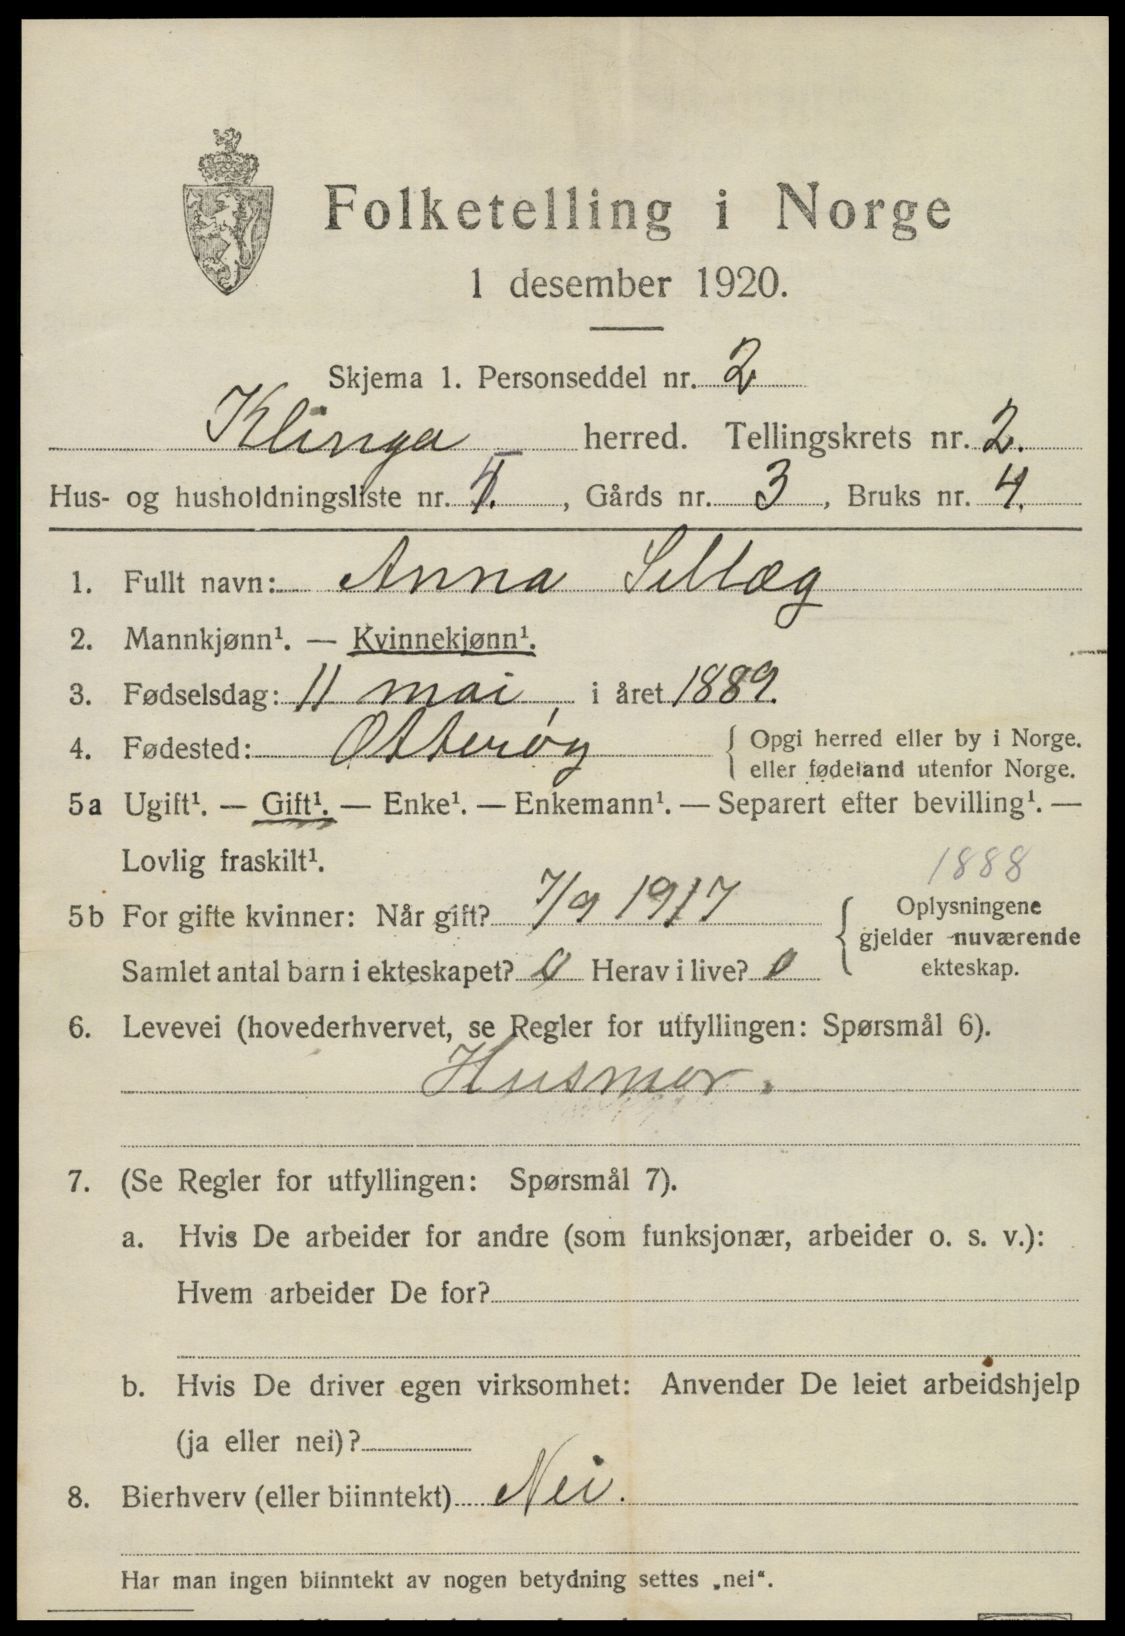 Folketelling i Norge
1 desember 1920.
Skjema 1. Personseddel nr. 2
Klinga herred. Tellingskrets nr. 2.
Hus- og husholdningsliste nr. , Gårds nr. 3, Bruks nr. 4.
1. Fullt navn: Anna Sellæg
2. Mannkjønn¹. — Kvinnekjønn¹.
3. Fødselsdag: 11 mai, i året 1889.
4. Fødested: Otterøy { Opgi herred eller by i Norge.
eller fødeland utenfor Norge.
5a Ugift¹. — Gift¹. — Enke¹. — Enkemann¹. — Separert efter bevilling¹. —
Lovlig fraskilt¹.
1888
5b For gifte kvinner: Når gift? 7/9 1917 { Oplysningene
gjelder nuværende
ekteskap.
Samlet antal barn i ekteskapet? 0 Herav i live? 0
6. Levevei (hovederhvervet, se Regler for utfyllingen: Spørsmål 6).
Husmor.
7. (Se Regler for utfyllingen: Spørsmål 7).
a. Hvis De arbeider for andre (som funksjonær, arbeider o. s. v.):
Hvem arbeider De for?
b. Hvis De driver egen virksomhet: Anvender De leiet arbeidshjelp
(ja eller nei)?
8. Bierhverv (eller biinntekt) Nei.
Har man ingen biinntekt av nogen betydning settes „nei“.